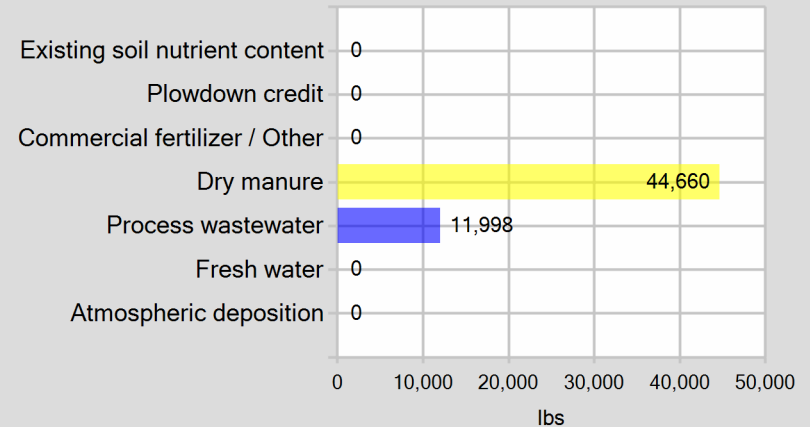 Existing soil nutrient content 0
Plowdown credit 0
Commercial fertilizer / Other 0
Dry manure 44,660
Process wastewater 11,998
Fresh water 0
Atmospheric deposition 0
0 10,000 20,000 30,000 40,000 50,000
lbs